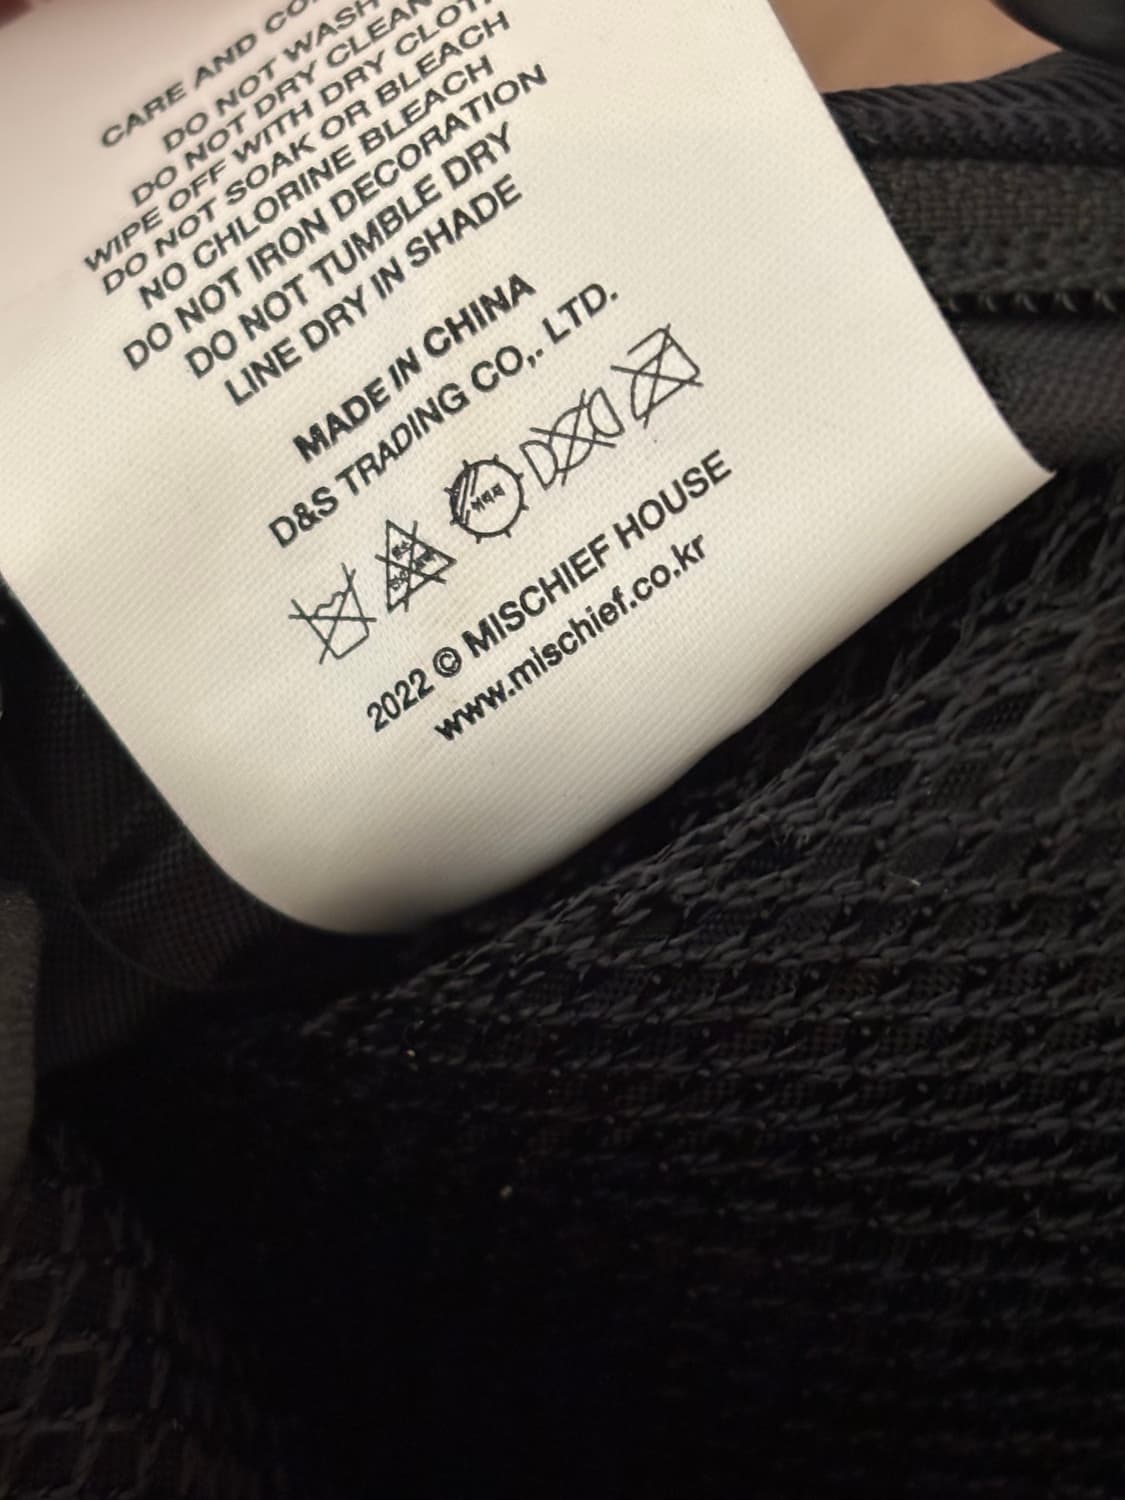 CARE AND
DO NOT WASH
DO NOT DRY CLEAN
WIPE OFF WITH DRY
DO NOT SOAK OR BLEACH
NO CHLORINE BLEACH
DO NOT IRON DECORATION
DO NOT TUMBLE DRY
LINE DRY IN SHADE
MADE IN CHINA
D&S TRADING CO,. LTD.
2022 © MISCHIEF HOUSE
www.mischief.co.kr